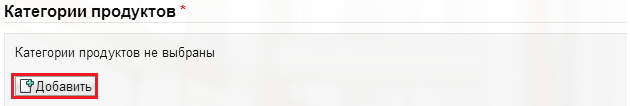 Категории продуктов *
Категории продуктов не выбраны
Добавить